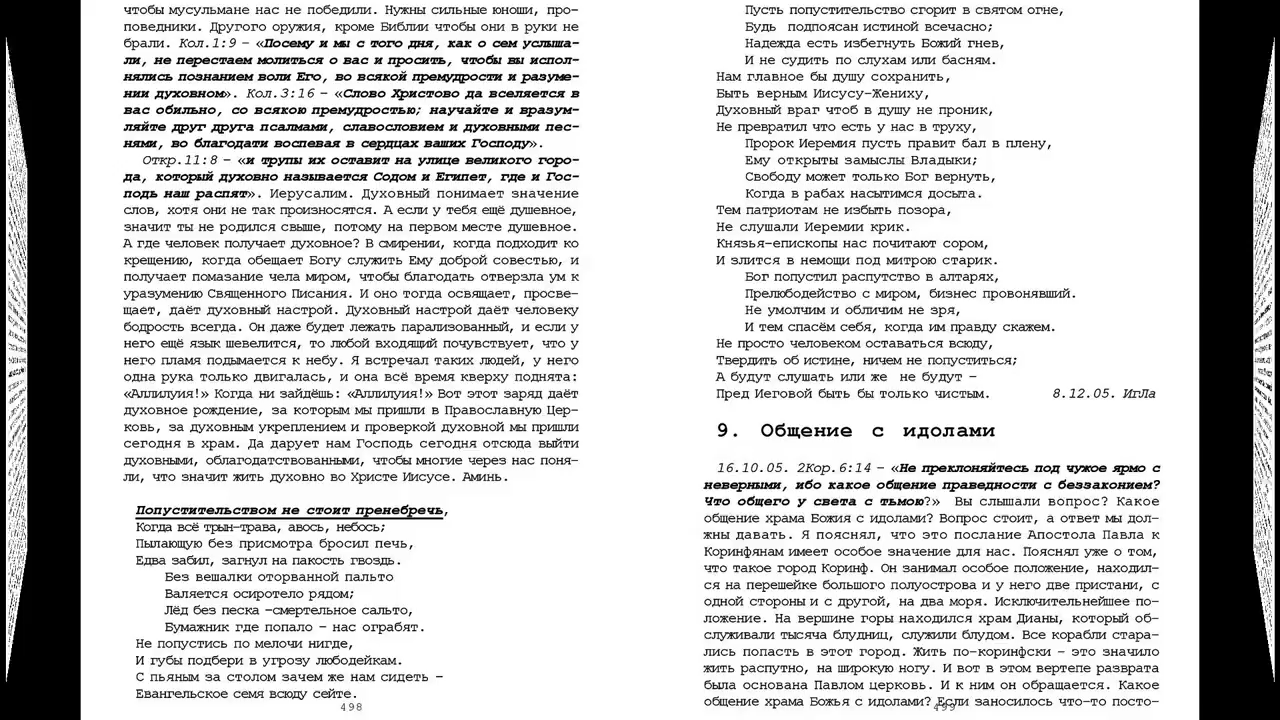 чтобы мусульмане нас не победили. Нужны сильные юноши, про-
поведники. Другого оружия, кроме Библии чтобы они в руки не
брали. Кол.1:9 – «Посему и мы с того дня, как о сем услыша-
ли, не перестаем молиться о вас и просить, чтобы вы испол-
нялись познанием воли Его, во всякой премудрости и разуме-
нии духовном». Кол.3:16 – «Слово Христово да вселяется в
вас обильно, со всякою премудростью; научайте и вразум-
ляйте друг друга псалмами, славословием и духовными пес-
нями, во благодати воспевая в сердцах ваших Господу».
Откр.11:8 – «и трупы их оставит на улице великого горо-
да, который духовно называется Содом и Египет, где и Гос-
подь наш распят». Иерусалим. Духовный понимает значение
слов, хотя они не так произносятся. А если у тебя ещё душевное,
значит ты не родился свыше, потому на первом месте душевное.
А где человек получает духовное? В смирении, когда подходит ко
крещению, когда обещает Богу служить Ему доброй совестью, и
получает помазание чела миром, чтобы благодать отверзла ум к
уразумению Священного Писания. И оно тогда освящает, просве-
щает, даёт духовный настрой. Духовный настрой даёт человеку
бодрость всегда. Он даже будет лежать парализованный, и если у
него ещё язык шевелится, то любой входящий почувствует, что у
него пламя подымается к небу. Я встречал таких людей, у него
одна рука только двигалась, и она всё время кверху поднята:
«Аллилуия!» Когда ни зайдёшь: «Аллилуия!» Вот этот заряд даёт
духовное рождение, за которым мы пришли в Православную Цер-
ковь, за духовным укреплением и проверкой духовной мы пришли
сегодня в храм. Да дарует нам Господь сегодня отсюда выйти
духовными, облагодатствованными, чтобы многие через нас поня-
ли, что значит жить духовно во Христе Иисусе. Аминь.
Попустительством не стоит пренебречь,
Когда всё трын-трава, авось, небось;
Пылающую без присмотра бросил печь,
Едва забил, загнул на пакость гвоздь.
Без вешалки оторванной пальто
Валяется осиротело рядом;
Лёд без песка –смертельное сальто,
Бумажник где попало – нас ограбят.
Не попустись по мелочи нигде,
И губы подбери в угрозу любодейкам.
С пьяным за столом зачем же нам сидеть –
Евангельское семя всюду сейте.
498
Пусть попустительство сгорит в святом огне,
Будь  подпоясан истиной всечасно;
Надежда есть избегнуть Божий гнев,
И не судить по слухам или басням.
Нам главное бы душу сохранить,
Быть верным Иисусу-Жениху,
Духовный враг чтоб в душу не проник,
Не превратил что есть у нас в труху,
Пророк Иеремия пусть правит бал в плену,
Ему открыты замыслы Владыки;
Свободу может только Бог вернуть,
Когда в рабах насытимся досыта.
Тем патриотам не избыть позора,
Не слушали Иеремии крик.
Князья-епископы нас почитают сором,
И злится в немощи под митрою старик.
Бог попустил распутство в алтарях,
Прелюбодейство с миром, бизнес провонявший.
Не умолчим и обличим не зря,
И тем спасём себя, когда им правду скажем.
Не просто человеком оставаться всюду,
Твердить об истине, ничем не попуститься;
А будут слушать или же  не будут –
Пред Иеговой быть бы только чистым. 8.12.05. ИгЛа
9. Общение с идолами
16.10.05. 2Кор.6:14 – «Не преклоняйтесь под чужое ярмо с
неверными, ибо какое общение праведности с беззаконием?
Что общего у света с тьмою?»  Вы слышали вопрос? Какое
общение храма Божия с идолами? Вопрос стоит, а ответ мы дол-
жны давать. Я пояснял, что это послание Апостола Павла к
Коринфянам имеет особое значение для нас. Пояснял уже о том,
что такое город Коринф. Он занимал особое положение, находил-
ся на перешейке большого полуострова и у него две пристани, с
одной стороны и с другой, на два моря. Исключительнейшее по-
ложение. На вершине горы находился храм Дианы, который об-
служивали тысяча блудниц, служили блудом. Все корабли стара-
лись попасть в этот город. Жить по-коринфски – это значило
жить распутно, на широкую ногу. И вот в этом вертепе разврата
была основана Павлом церковь. И к ним он обращается. Какое
общение храма Божья с идолами? Если заносилось что-то посто-
499